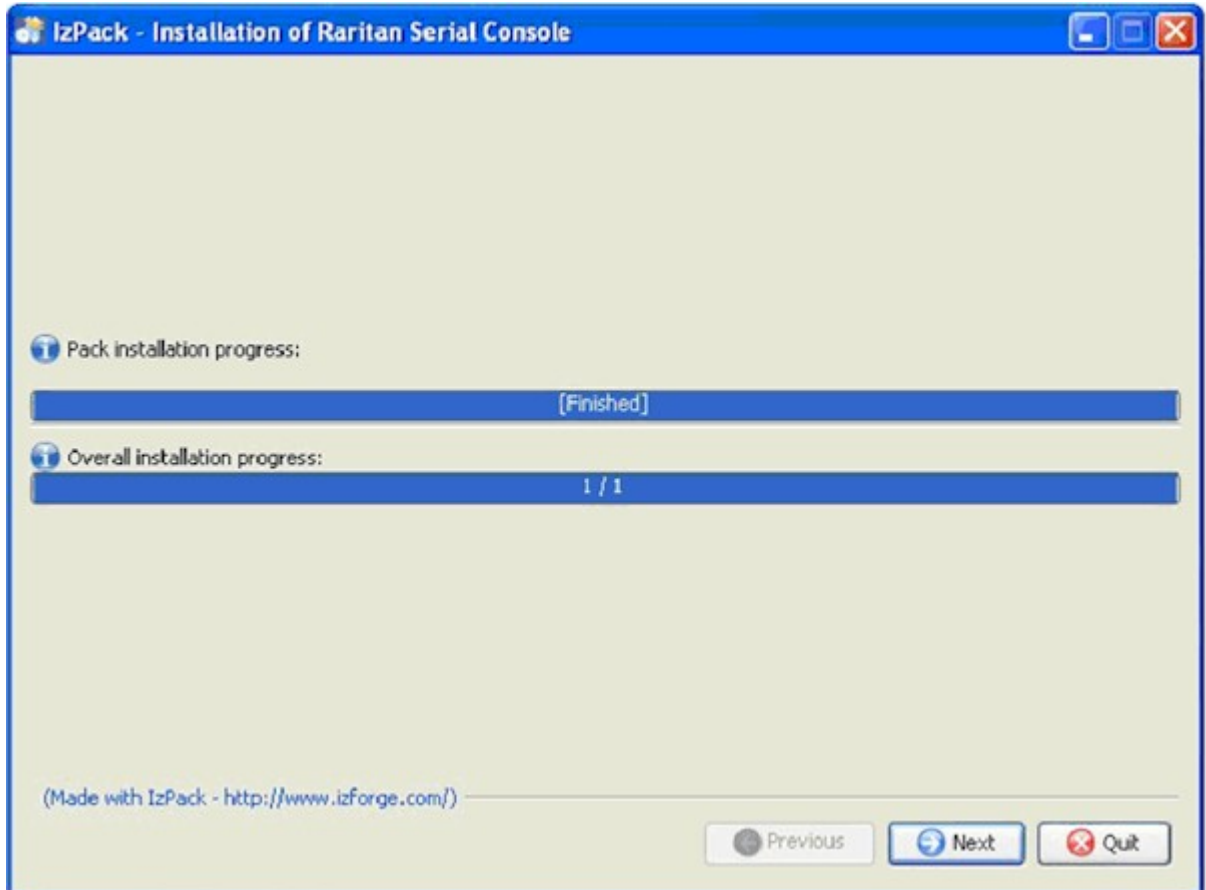 IzPack - Installation of Raritan Serial Console
Pack installation progress:
[Finished]
Overall installation progress:
1 / 1
(Made with IzPack - http://www.izforge.com/)
Previous Next Quit